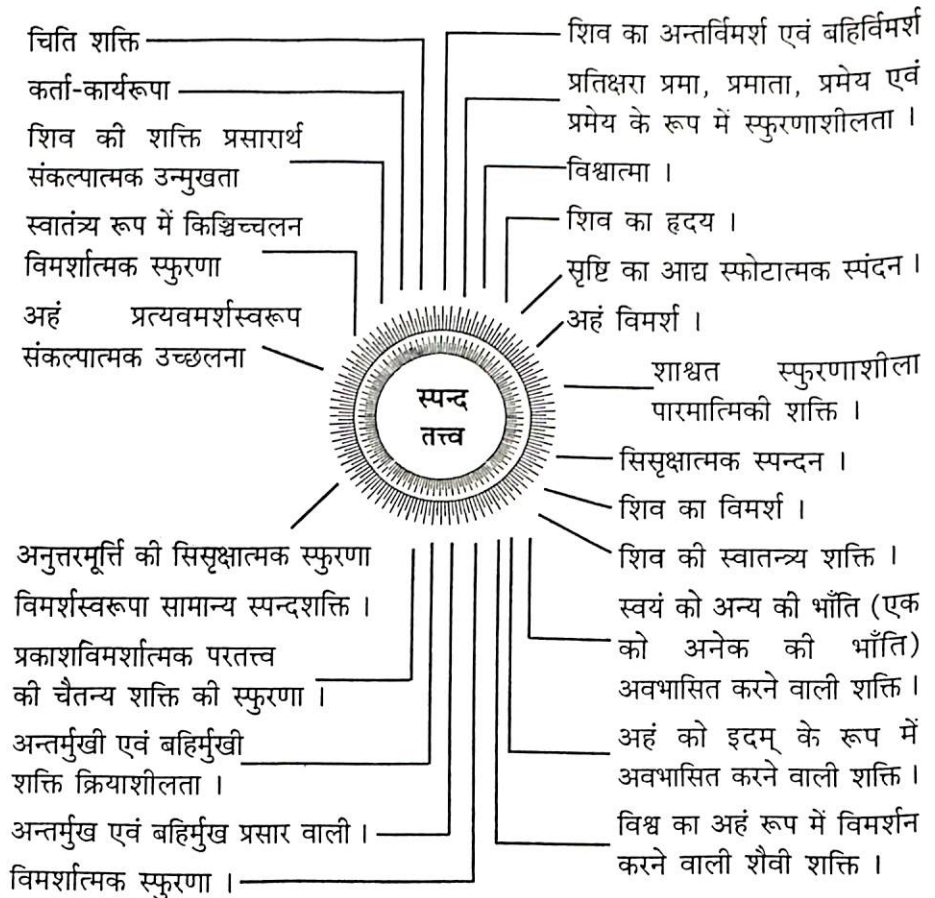 चिति शक्ति
कर्ता-कार्यरूपा
शिव की शक्ति प्रसारार्थ
संकल्पात्मक उन्मुखता
स्वातंत्र्य रूप में किञ्चिच्चलन
विमर्शात्मक स्फुरणा
अहं प्रत्यवमर्शस्वरूप
संकल्पात्मक उच्छलना
शिव का अन्तर्विमर्श एवं बहिर्विमर्श
प्रतिक्षरा प्रमा, प्रमाता, प्रमेय एवं
प्रमेय के रूप में स्फुरणाशीलता ।
विश्वात्मा ।
शिव का हृदय ।
सृष्टि का आद्य स्फोटात्मक स्पंदन ।
अहं विमर्श ।
शाश्वत स्फुरणाशीला
पारमात्मिकी शक्ति ।
सिसृक्षात्मक स्पन्दन ।
शिव का विमर्श ।
शिव की स्वातन्त्र्य शक्ति ।
स्वयं को अन्य की भाँति (एक
को अनेक की भाँति)
अवभासित करने वाली शक्ति ।
अहं को इदम् के रूप में
अवभासित करने वाली शक्ति ।
विश्व का अहं रूप में विमर्शन
करने वाली शैवी शक्ति ।
स्पन्द
तत्त्व
अनुत्तरमूर्त्ति की सिसृक्षात्मक स्फुरणा
विमर्शस्वरूपा सामान्य स्पन्दशक्ति ।
प्रकाशविमर्शात्मक परतत्त्व
की चैतन्य शक्ति की स्फुरणा ।
अन्तर्मुखी एवं बहिर्मुखी
शक्ति क्रियाशीलता ।
अन्तर्मुख एवं बहिर्मुख प्रसार वाली ।
विमर्शात्मक स्फुरणा ।